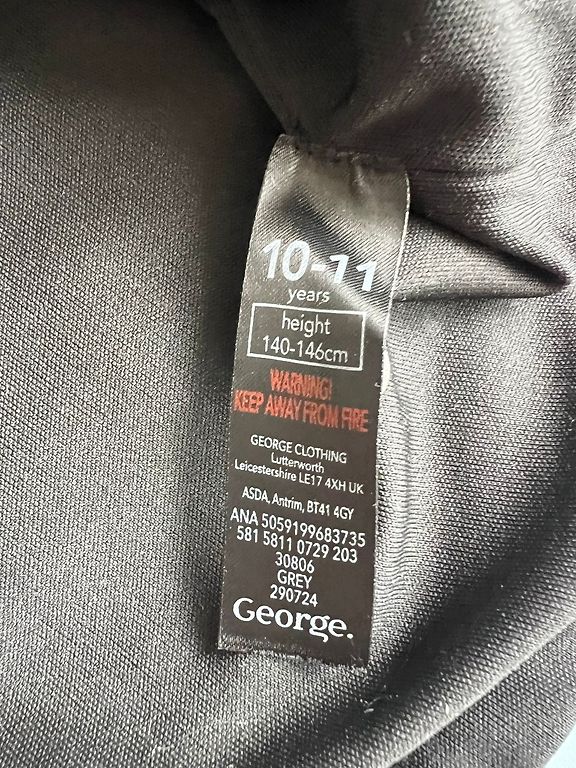 10-11
years
height
140-146cm
WARNING!
KEEP AWAY FROM FIRE
GEORGE CLOTHING
Lutterworth
Leicestershire LE17 4XH UK
ASDA, Antrim, BT41 4GY
ANA 5059199683735
581 5811 0729 203
30806
GREY
290724
George.